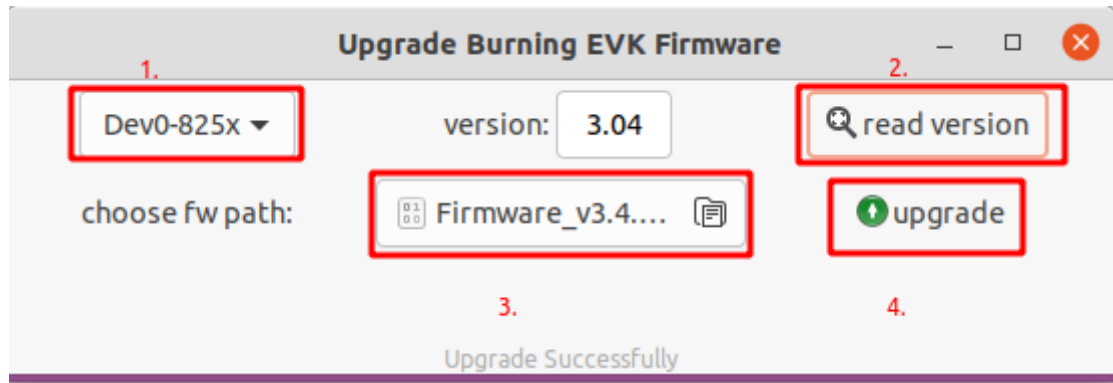 Upgrade Burning EVK Firmware
1. 2.
Dev0-825x version: 3.04 read version
choose fw path: Firmware_v3.4.... upgrade
3. 4.
Upgrade Successfully